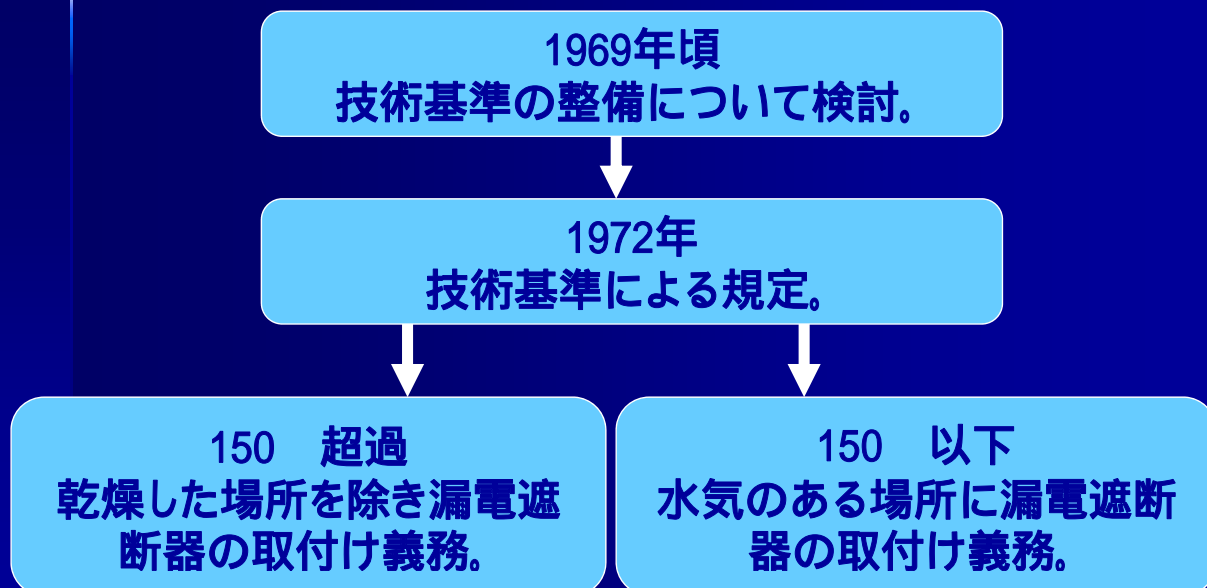 1969年頃
技術基準の整備について検討。
1972年
技術基準による規定。
150　超過
乾燥した場所を除き漏電遮
断器の取付け義務。
150　以下
水気のある場所に漏電遮断
器の取付け義務。